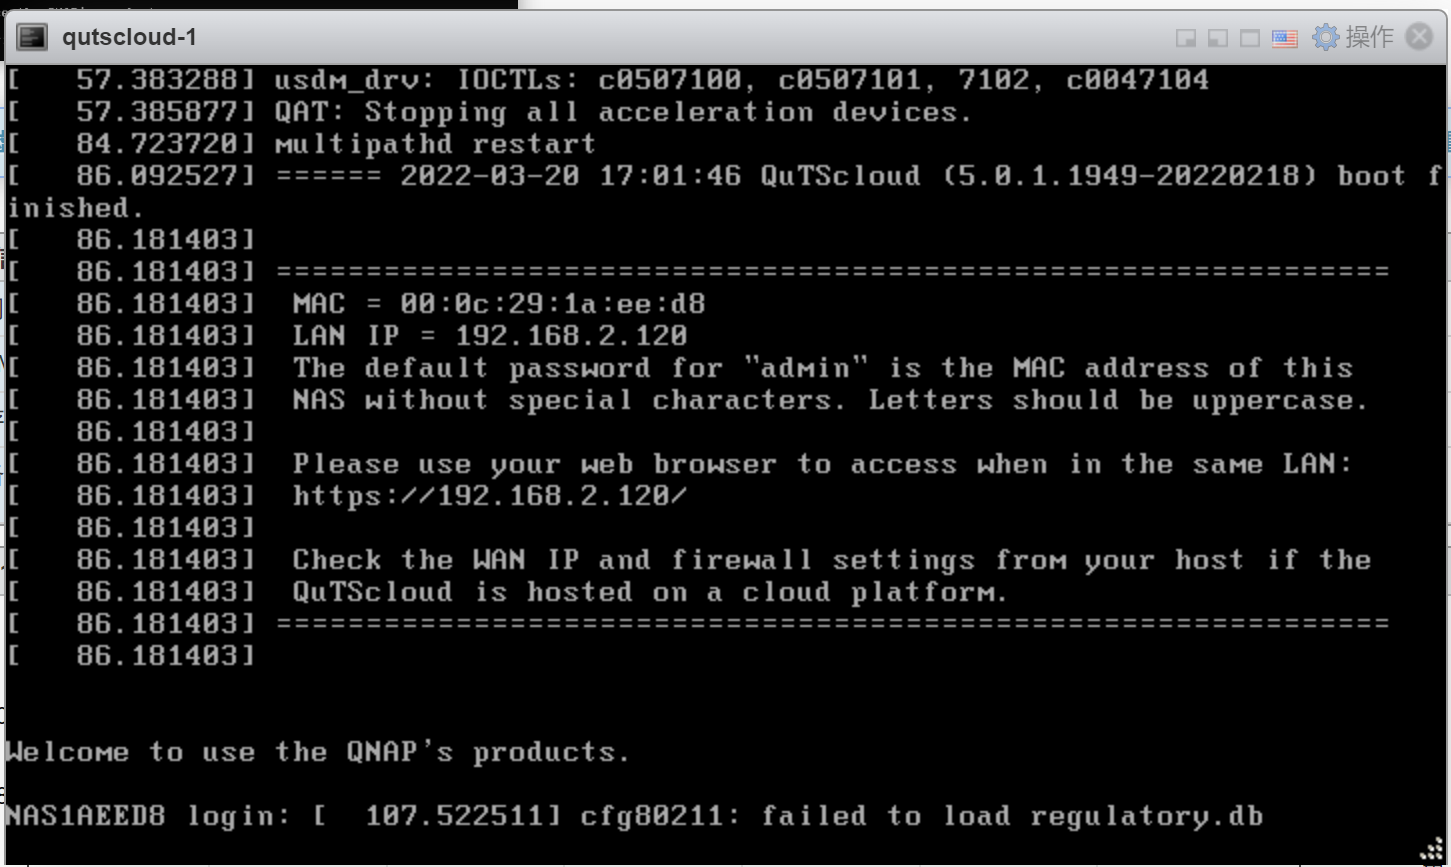 qutscloud-1 操作
[   57.383288] usdm_drv: IOCTLs: c0507100, c0507101, 7102, c0047104
[   57.385877] QAT: Stopping all acceleration devices.
[   84.723720] multipathd restart
[   86.092527] ====== 2022-03-20 17:01:46 QuTScloud (5.0.1.1949-20220218) boot f
inished.
[   86.181403]
[   86.181403] ==============================================================
[   86.181403]  MAC = 00:0c:29:1a:ee:d8
[   86.181403]  LAN IP = 192.168.2.120
[   86.181403]  The default password for "admin" is the MAC address of this
[   86.181403]  NAS without special characters. Letters should be uppercase.
[   86.181403]
[   86.181403]  Please use your web browser to access when in the same LAN:
[   86.181403]  https://192.168.2.120/
[   86.181403]
[   86.181403]  Check the WAN IP and firewall settings from your host if the
[   86.181403]  QuTScloud is hosted on a cloud platform.
[   86.181403] ==============================================================
[   86.181403]
Welcome to use the QNAP's products.
NAS1AEED8 login: [  107.522511] cfg80211: failed to load regulatory.db